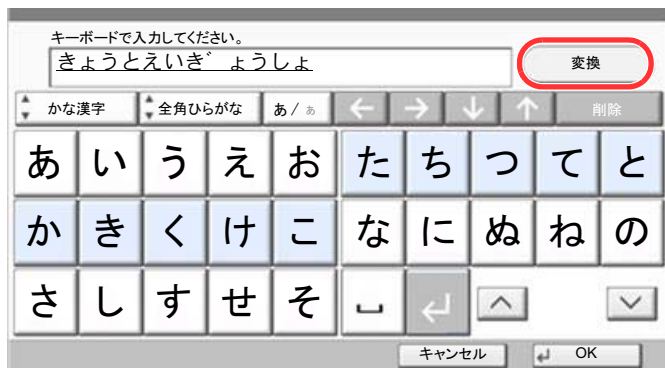 キーボードで入力してください。
きょうとえいぎょうしょ
変換
かな漢字 全角ひらがな あ/ぁ ← → ↓ ↑ 削除
あ い う え お た ち つ て と
か き く け こ な に ぬ ね の
さ し す せ そ
キャンセル OK